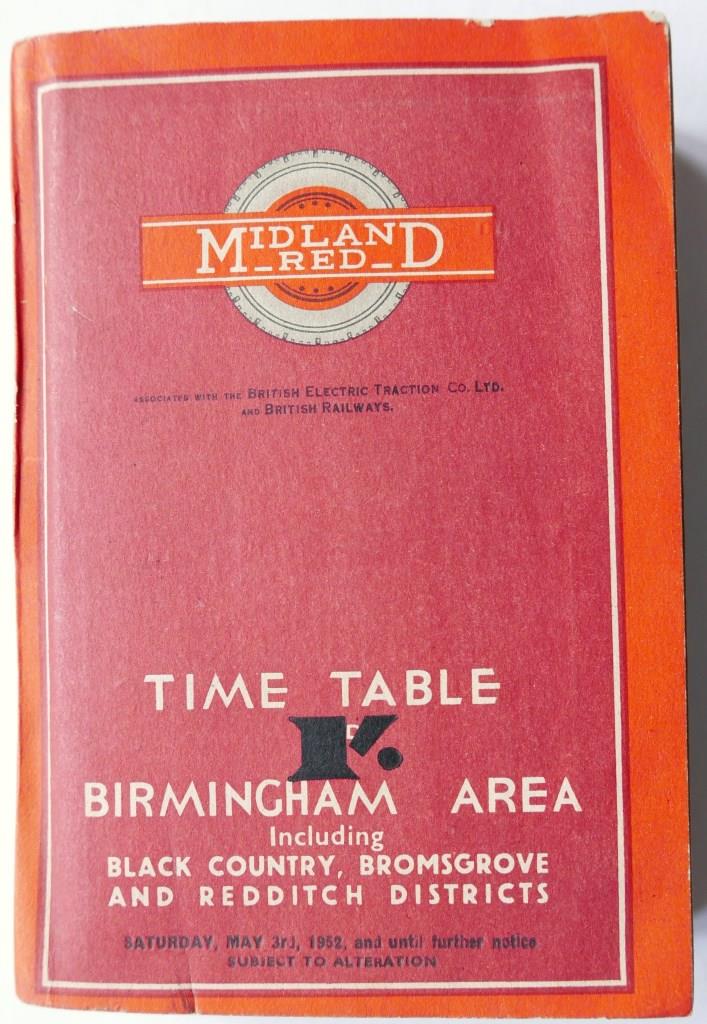 MIDLAND
RED
ASSOCIATED WITH THE BRITISH ELECTRIC TRACTION CO. LTD.
AND BRITISH RAILWAYS.
TIME TABLE
BIRMINGHAM AREA
Including
BLACK COUNTRY, BROMSGROVE
AND REDDITCH DISTRICTS
SATURDAY, MAY 3rd, 1952, and until further notice
SUBJECT TO ALTERATION